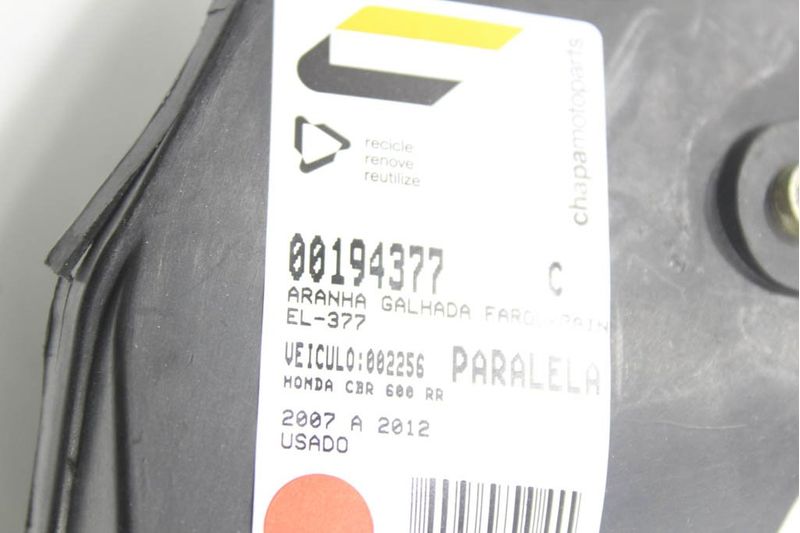 recicle
renove
reutilize
chapamotoparts
00194377 C
ARANHA GALHADA FAROL-PAIN
EL-377
VEICULO:002256 PARALELA
HONDA CBR 600 RR
2007 A 2012
USADO